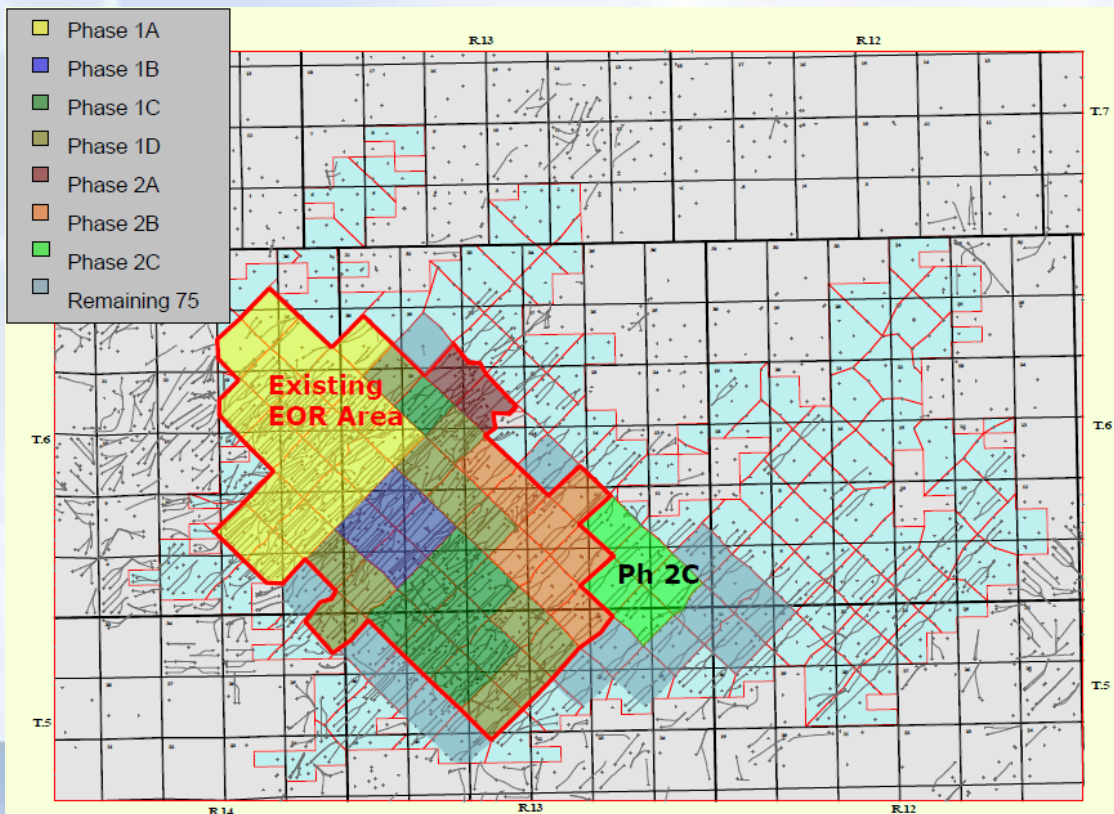 Phase 1A
Phase 1B
Phase 1C
Phase 1D
Phase 2A
Phase 2B
Phase 2C
Remaining 75
R.13
R.12
T.7
Existing
EOR Area
T.6
T.6
Ph 2C
T.5
T.5
R.14
R.13
R.12